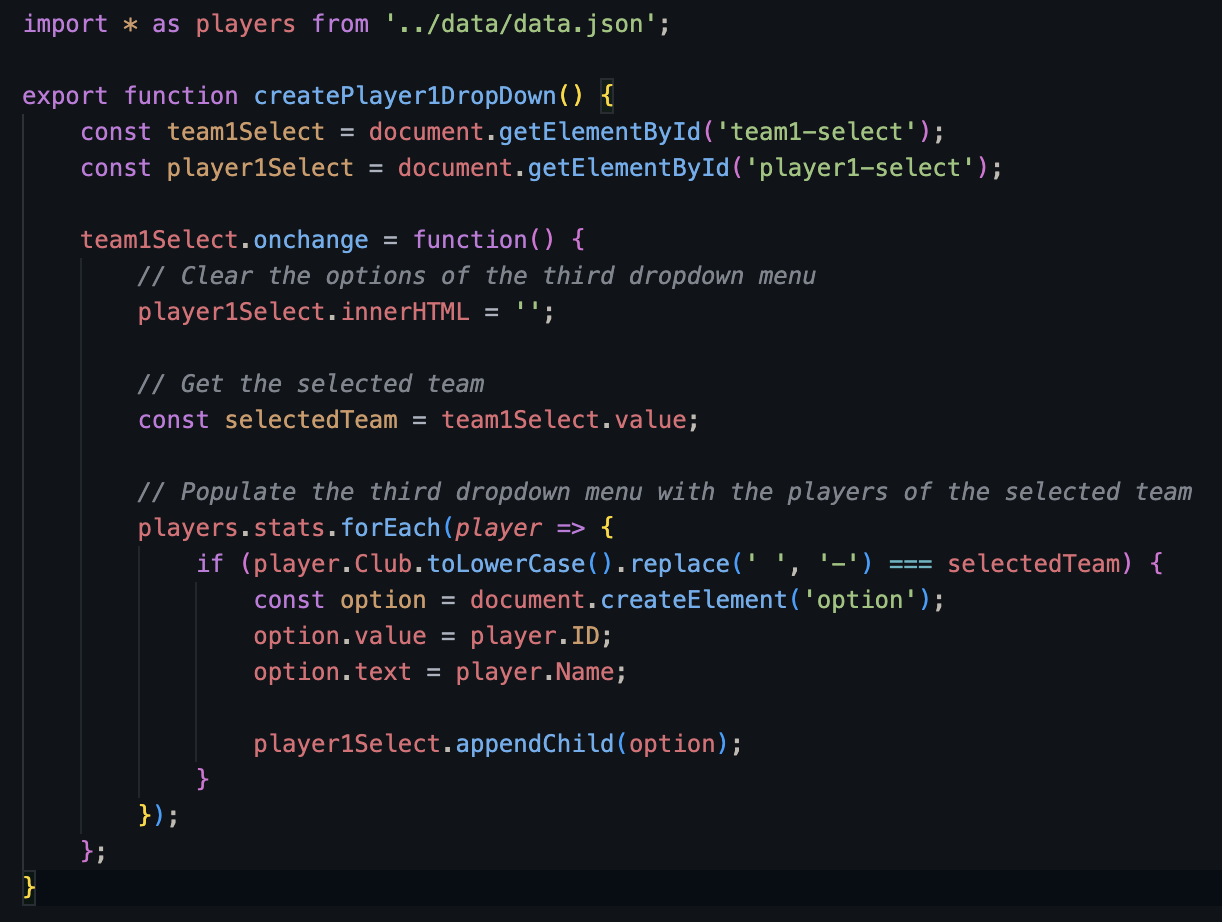 import * as players from '../data/data.json';

export function createPlayer1DropDown() {
    const team1Select = document.getElementById('team1-select');
    const player1Select = document.getElementById('player1-select');

    team1Select.onchange = function() {
        // Clear the options of the third dropdown menu
        player1Select.innerHTML = '';

        // Get the selected team
        const selectedTeam = team1Select.value;

        // Populate the third dropdown menu with the players of the selected team
        players.stats.forEach(player => {
            if (player.Club.toLowerCase().replace(' ', '-') === selectedTeam) {
                const option = document.createElement('option');
                option.value = player.ID;
                option.text = player.Name;

                player1Select.appendChild(option);
            }
        });
    };
}